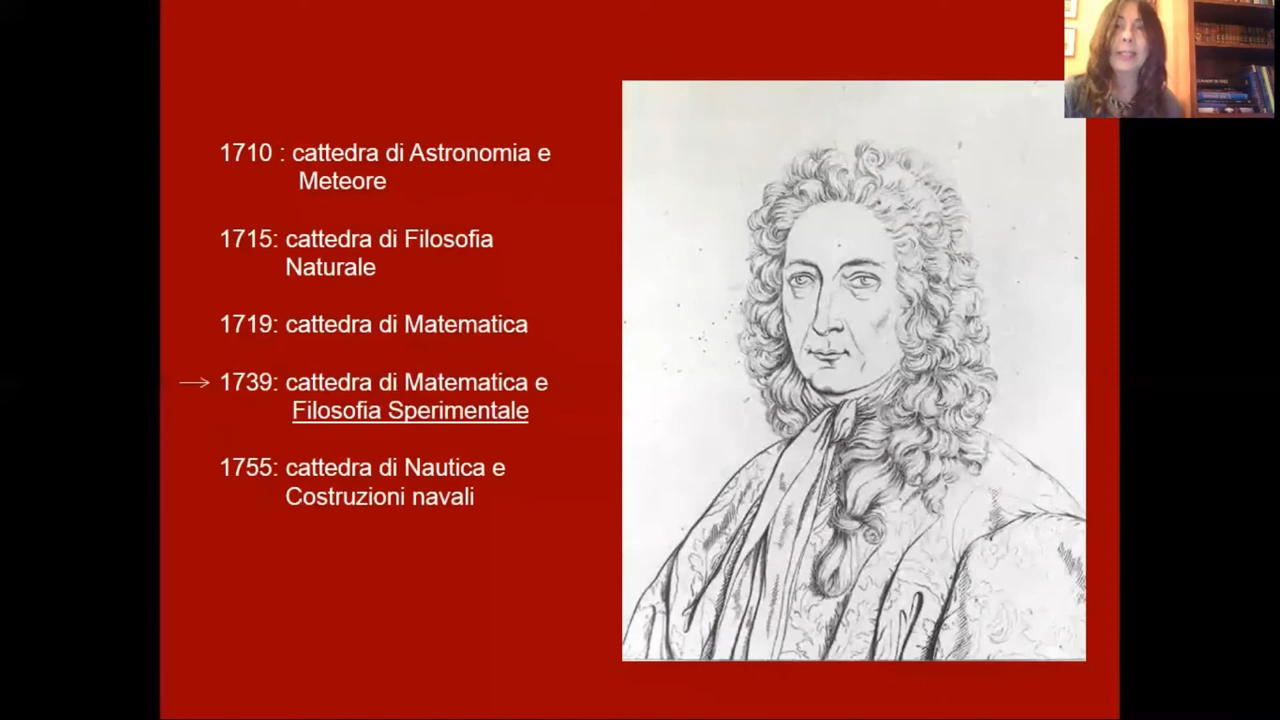 1710 : cattedra di Astronomia e
Meteore
1715: cattedra di Filosofia
Naturale
1719: cattedra di Matematica
→ 1739: cattedra di Matematica e
Filosofia Sperimentale
1755: cattedra di Nautica e
Costruzioni navali